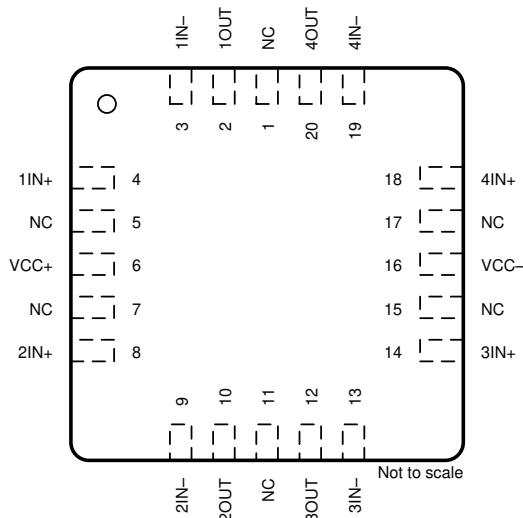 1IN–
1OUT
NC
4OUT
4IN–
3
2
1
20
19
1IN+ 4
NC 5
VCC+ 6
NC 7
2IN+ 8
18 4IN+
17 NC
16 VCC–
15 NC
14 3IN+
9
10
11
12
13
2IN–
2OUT
NC
3OUT
3IN–
Not to scale